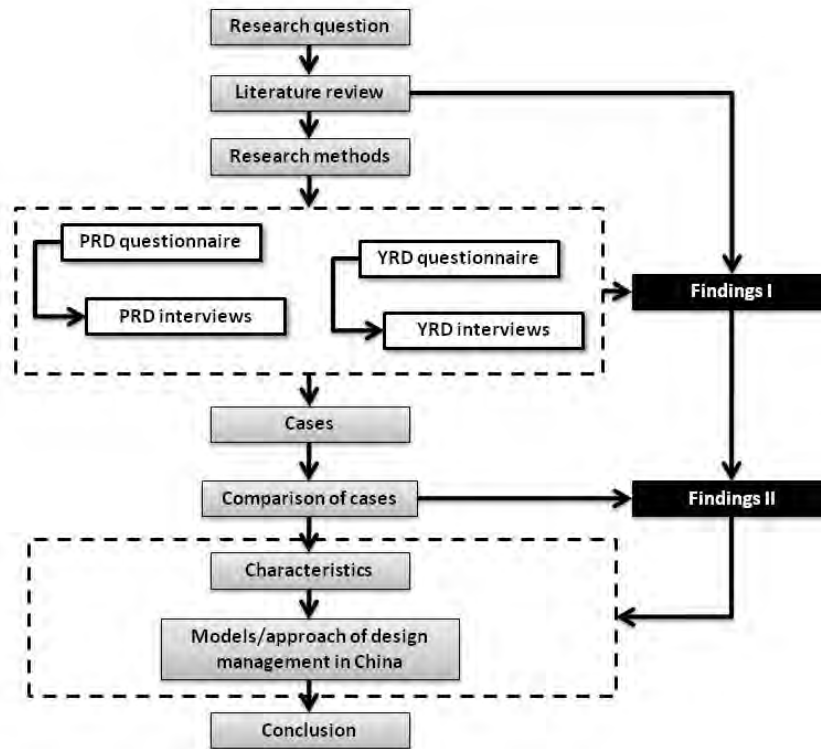 Research question
Literature review
Research methods
PRD questionnaire
YRD questionnaire
PRD interviews
YRD interviews
Findings I
Cases
Comparison of cases
Findings II
Characteristics
Models/approach of design
management in China
Conclusion